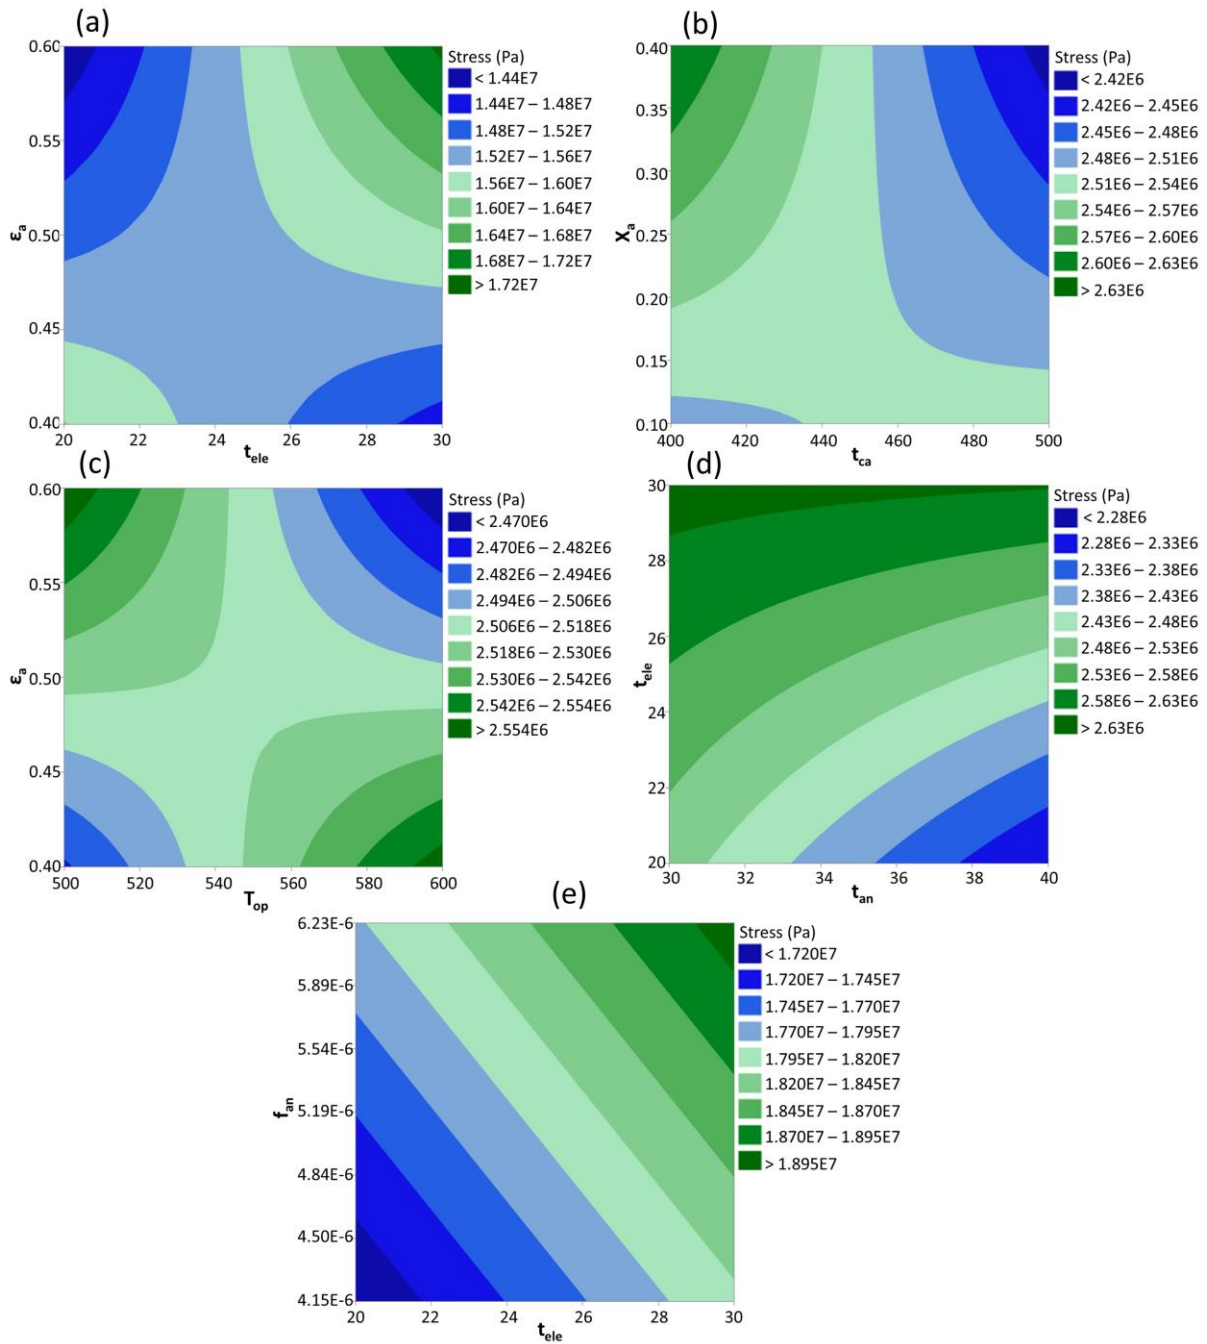 (a)
Stress (Pa)
< 1.44E7
1.44E7 – 1.48E7
1.48E7 – 1.52E7
1.52E7 – 1.56E7
1.56E7 – 1.60E7
1.60E7 – 1.64E7
1.64E7 – 1.68E7
1.68E7 – 1.72E7
> 1.72E7
0.60
0.55
0.50
0.45
0.40
εa
20 22 24 26 28 30
tele
(b)
Stress (Pa)
< 2.42E6
2.42E6 – 2.45E6
2.45E6 – 2.48E6
2.48E6 – 2.51E6
2.51E6 – 2.54E6
2.54E6 – 2.57E6
2.57E6 – 2.60E6
2.60E6 – 2.63E6
> 2.63E6
0.40
0.35
0.30
0.25
0.20
0.15
0.10
Xa
400 420 440 460 480 500
tca
(c)
Stress (Pa)
< 2.470E6
2.470E6 – 2.482E6
2.482E6 – 2.494E6
2.494E6 – 2.506E6
2.506E6 – 2.518E6
2.518E6 – 2.530E6
2.530E6 – 2.542E6
2.542E6 – 2.554E6
> 2.554E6
0.60
0.55
0.50
0.45
0.40
εa
500 520 540 560 580 600
Top
(d)
Stress (Pa)
< 2.28E6
2.28E6 – 2.33E6
2.33E6 – 2.38E6
2.38E6 – 2.43E6
2.43E6 – 2.48E6
2.48E6 – 2.53E6
2.53E6 – 2.58E6
2.58E6 – 2.63E6
> 2.63E6
30
28
26
24
22
20
tele
30 32 34 36 38 40
tan
(e)
Stress (Pa)
< 1.720E7
1.720E7 – 1.745E7
1.745E7 – 1.770E7
1.770E7 – 1.795E7
1.795E7 – 1.820E7
1.820E7 – 1.845E7
1.845E7 – 1.870E7
1.870E7 – 1.895E7
> 1.895E7
6.23E-6
5.89E-6
5.54E-6
5.19E-6
4.84E-6
4.50E-6
4.15E-6
fan
20 22 24 26 28 30
tele